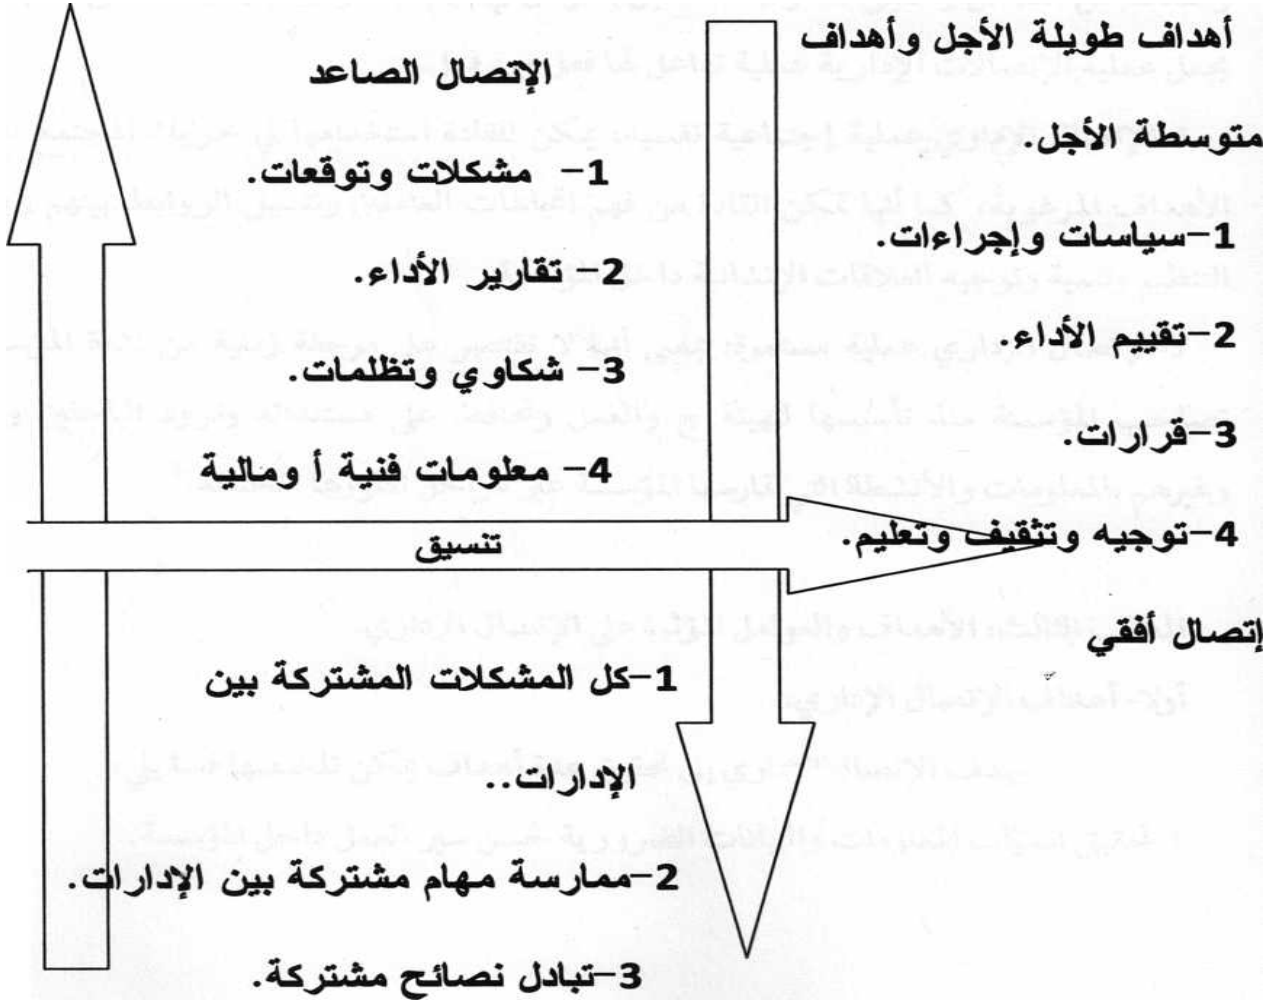 أهداف طويلة الأجل وأهداف
متوسطة الأجل.
1-سياسات وإجراءات.
2-تقييم الأداء.
3-قرارات.
4-توجيه وتثقيف وتعليم.
إتصال أفقي
الإتصال الصاعد
1- مشكلات وتوقعات.
2- تقارير الأداء.
3- شكاوي وتظلمات.
4- معلومات فنية أ ومالية
تنسيق
1-كل المشكلات المشتركة بين
الإدارات..
2-ممارسة مهام مشتركة بين الإدارات.
3-تبادل نصائح مشتركة.